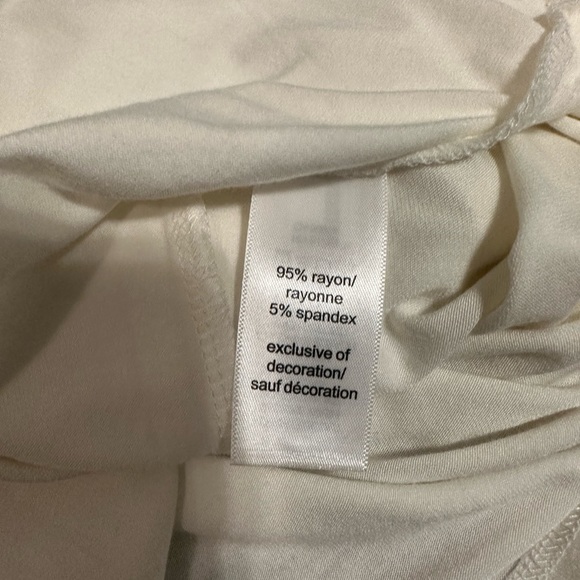 95% rayon/
rayonne
5% spandex
exclusive of
decoration/
sauf décoration